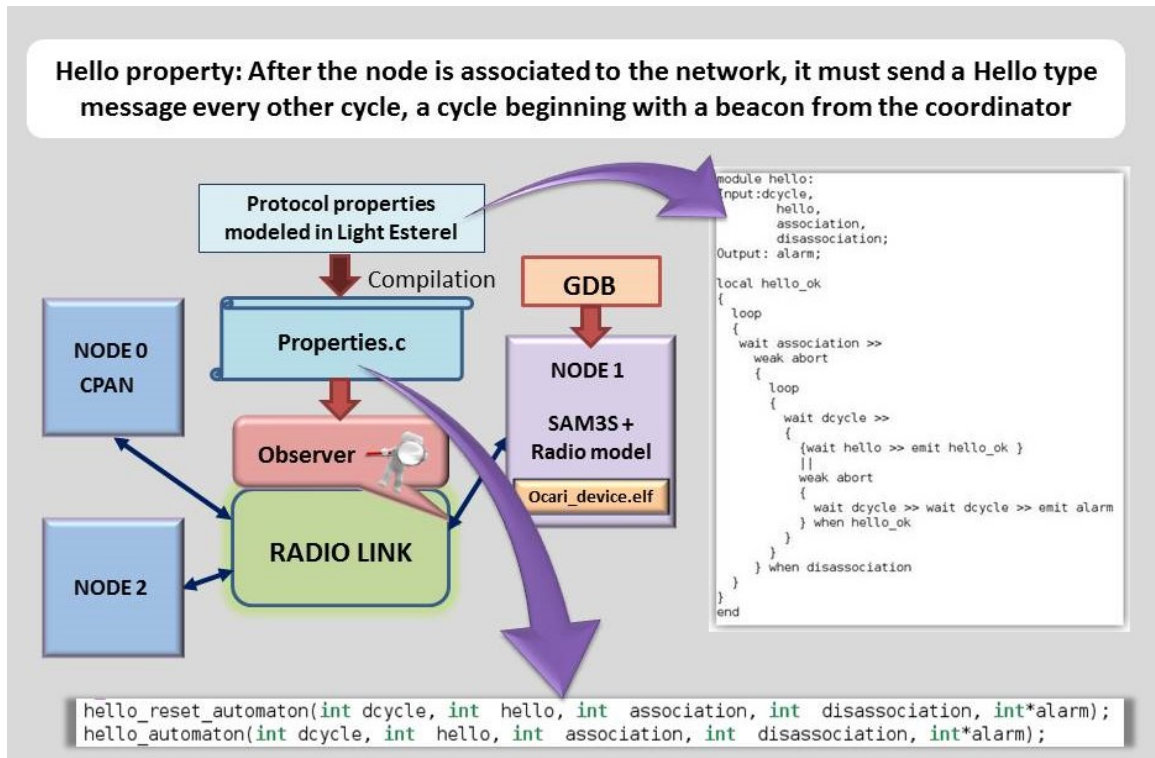 Hello property: After the node is associated to the network, it must send a Hello type
message every other cycle, a cycle beginning with a beacon from the coordinator
Protocol properties
modeled in Light Esterel
Compilation
Properties.c
Observer
RADIO LINK
NODE 0
CPAN
NODE 2
GDB
NODE 1
SAM3S +
Radio model
Ocari_device.elf
module hello:
Input:dcycle,
hello,
association,
disassociation;
Output: alarm;
local hello_ok
{
loop
{
wait association >>
weak abort
{
loop
{
wait dcycle >>
{
{wait hello >> emit hello_ok }
||
weak abort
{
wait dcycle >> wait dcycle >> emit alarm
} when hello_ok
}
}
} when disassociation
}
}
end
hello_reset_automaton(int dcycle, int hello, int association, int disassociation, int*alarm);
hello_automaton(int dcycle, int hello, int association, int disassociation, int*alarm);